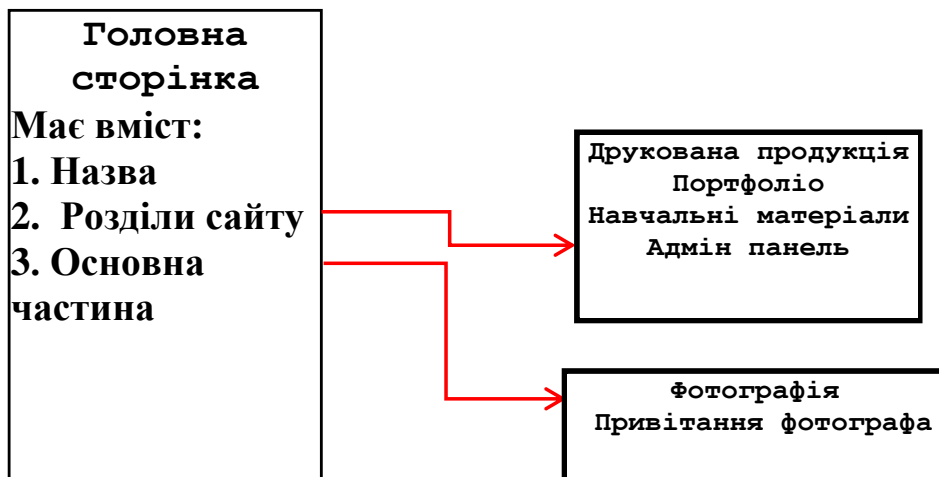 Головна
сторінка
Має вміст:
1. Назва
2. Розділи сайту
3. Основна
частина
Друкована продукція
Портфоліо
Навчальні матеріали
Адмін панель
Фотографія
Привітання фотографа